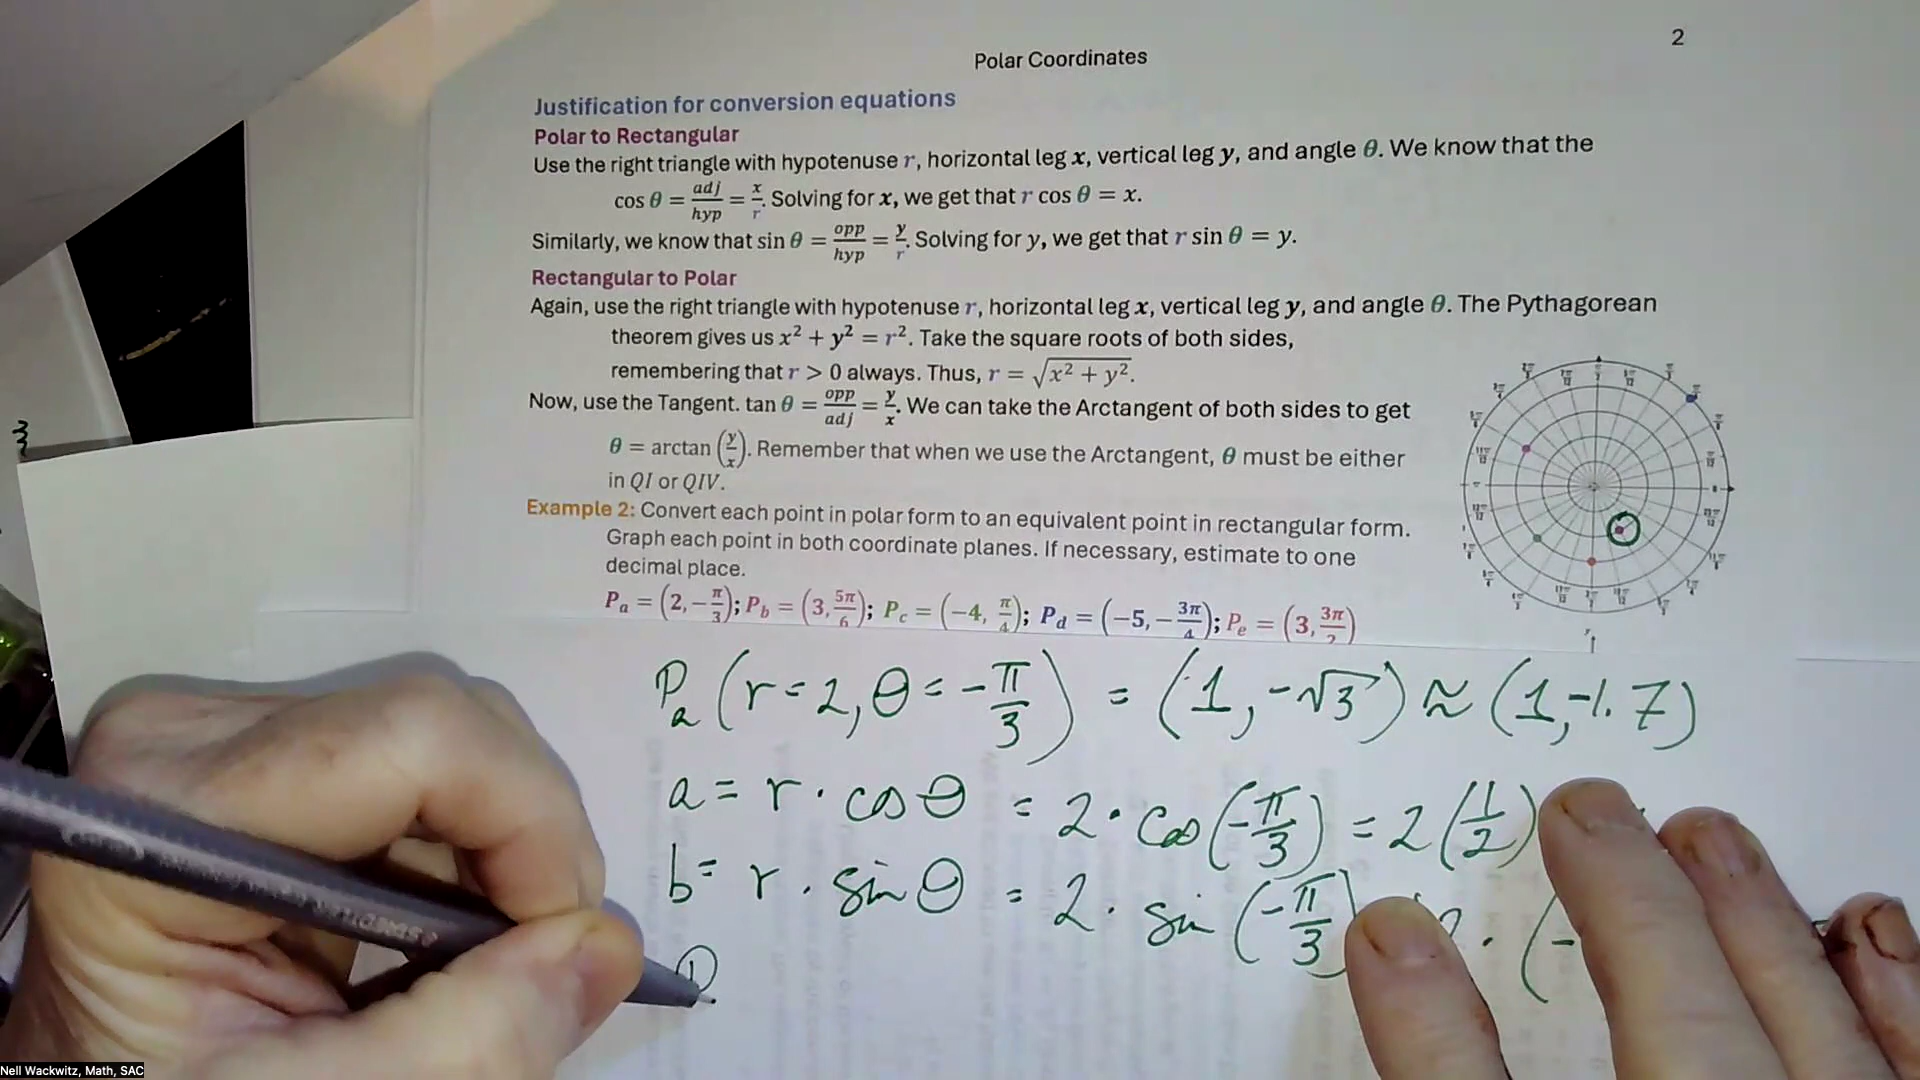 2
Polar Coordinates
Justification for conversion equations
Polar to Rectangular
Use the right triangle with hypotenuse r, horizontal leg x, vertical leg y, and angle θ. We know that the
cos θ = adj/hyp = x/r. Solving for x, we get that r cos θ = x.
Similarly, we know that sin θ = opp/hyp = y/r. Solving for y, we get that r sin θ = y.
Rectangular to Polar
Again, use the right triangle with hypotenuse r, horizontal leg x, vertical leg y, and angle θ. The Pythagorean
theorem gives us x² + y² = r². Take the square roots of both sides,
remembering that r > 0 always. Thus, r = √(x² + y²).
Now, use the Tangent. tan θ = opp/adj = y/x. We can take the Arctangent of both sides to get
θ = arctan (y/x). Remember that when we use the Arctangent, θ must be either
in QI or QIV.
Example 2: Convert each point in polar form to an equivalent point in rectangular form.
Graph each point in both coordinate planes. If necessary, estimate to one
decimal place.
Pa = (2, −π/3); Pb = (3, 5π/6); Pc = (−4, π/4); Pd = (−5, −3π/4); Pe = (3, 3π/2)
Pa (r = 2, θ = −π/3) = (1, −√3) ≈ (1, −1.7)
a = r · cos θ = 2 · cos(−π/3) = 2(1/2)
b = r · sin θ = 2 · sin(−π/3) 2 · (−
P
Nell Wackwitz, Math, SAC